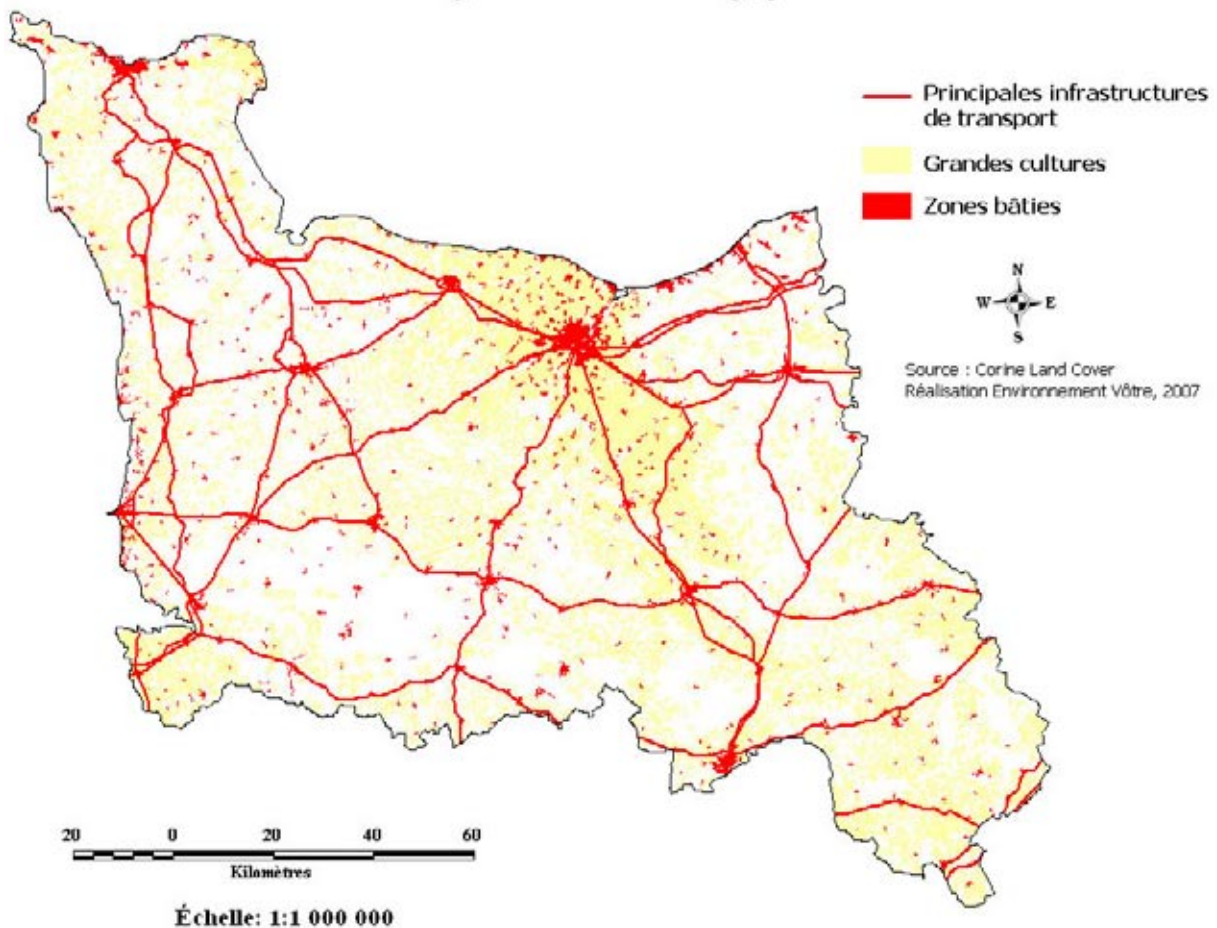 Principales infrastructures
de transport
Grandes cultures
Zones bâties
N
W E
S
Source : Corine Land Cover
Réalisation Environnement Vôtre, 2007
20 0 20 40 60
Kilomètres
Échelle: 1:1 000 000